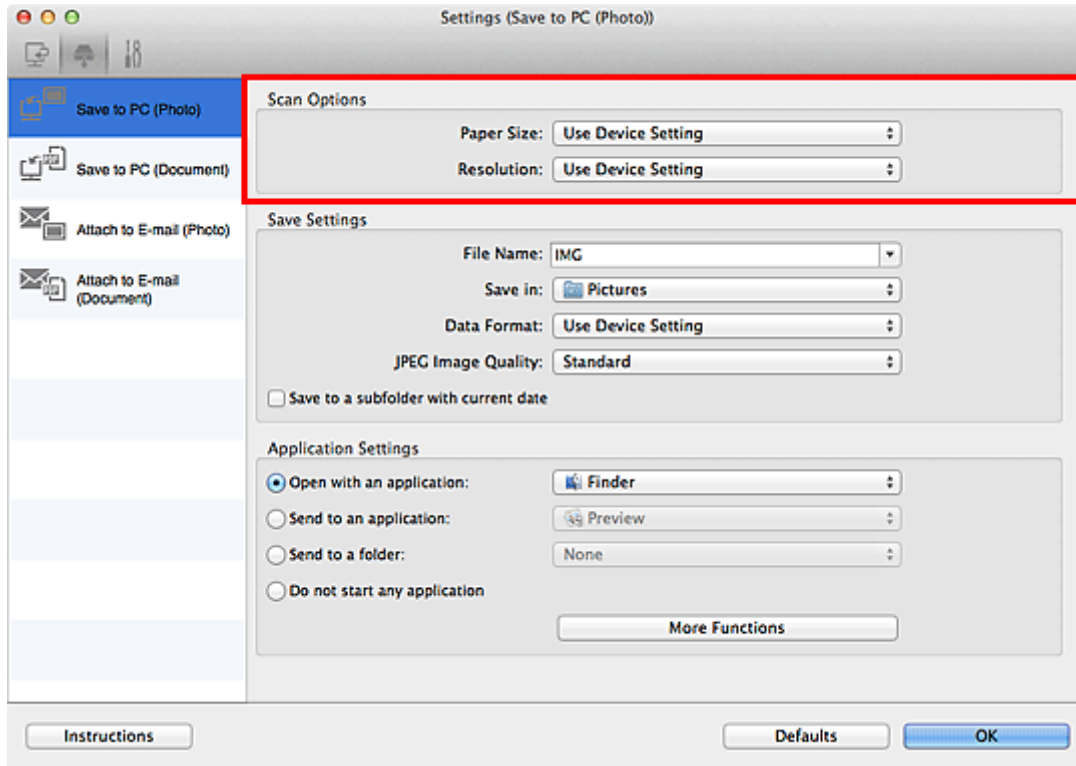 Settings (Save to PC (Photo))
Save to PC (Photo)
Save to PC (Document)
Attach to E-mail (Photo)
Attach to E-mail
(Document)
Scan Options
Paper Size: Use Device Setting
Resolution: Use Device Setting
Save Settings
File Name: IMG
Save in: Pictures
Data Format: Use Device Setting
JPEG Image Quality: Standard
Save to a subfolder with current date
Application Settings
Open with an application: Finder
Send to an application: Preview
Send to a folder: None
Do not start any application
More Functions
Instructions
Defaults
OK